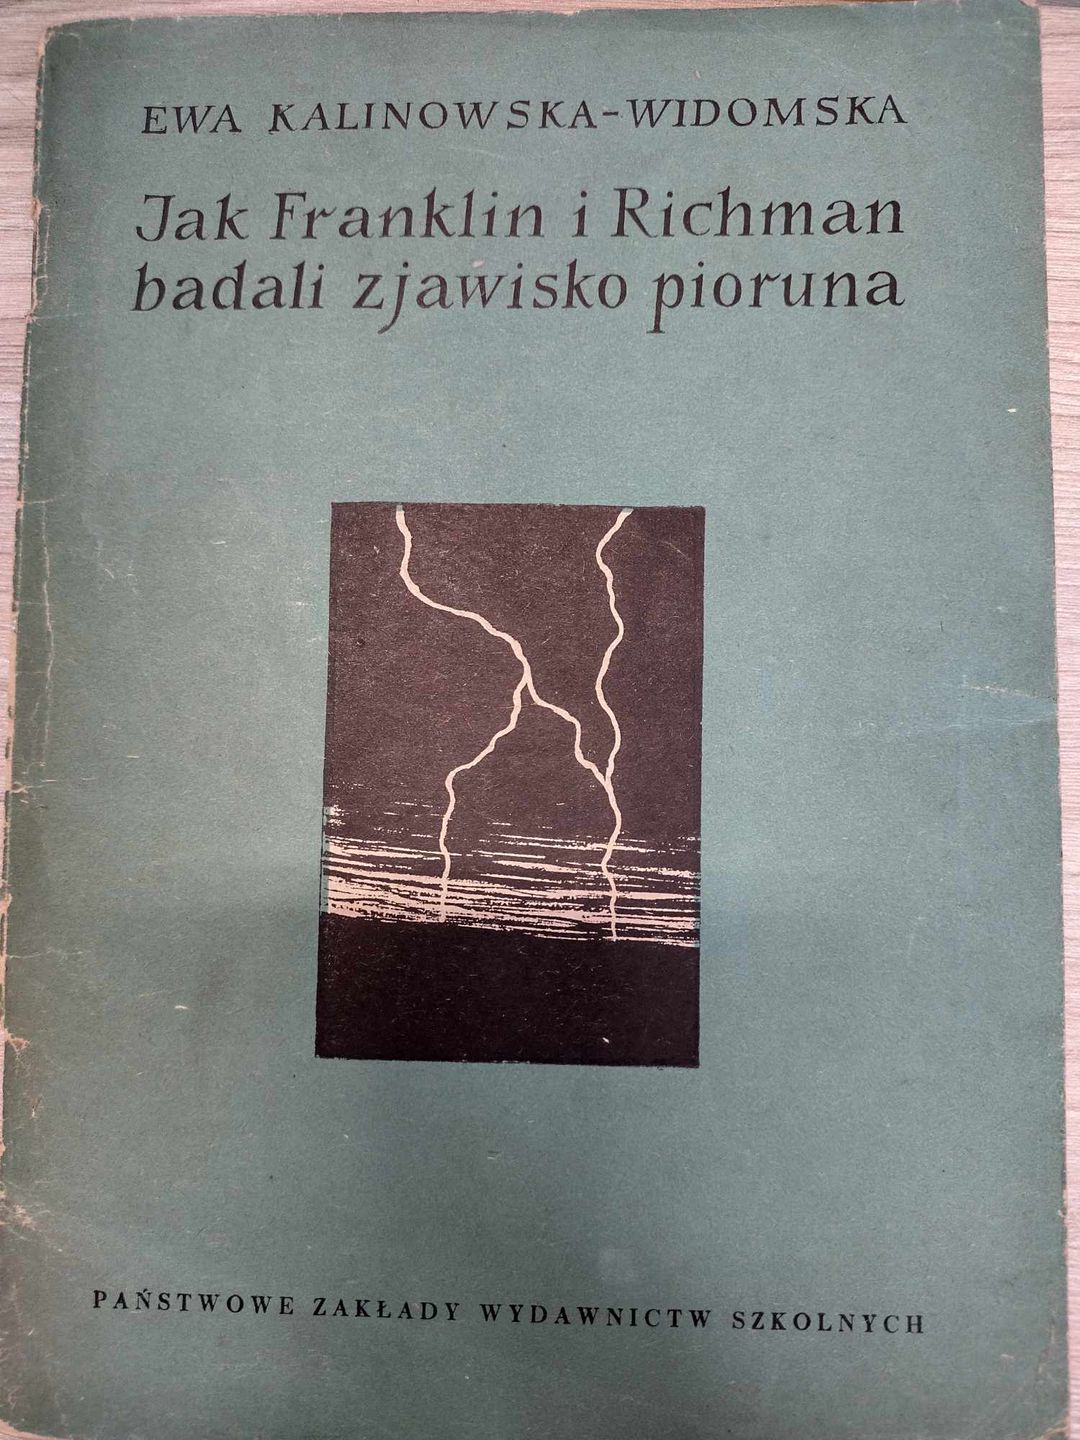 EWA KALINOWSKA-WIDOMSKA
Jak Franklin i Richman
badali zjawisko pioruna
PAŃSTWOWE ZAKŁADY WYDAWNICTW SZKOLNYCH